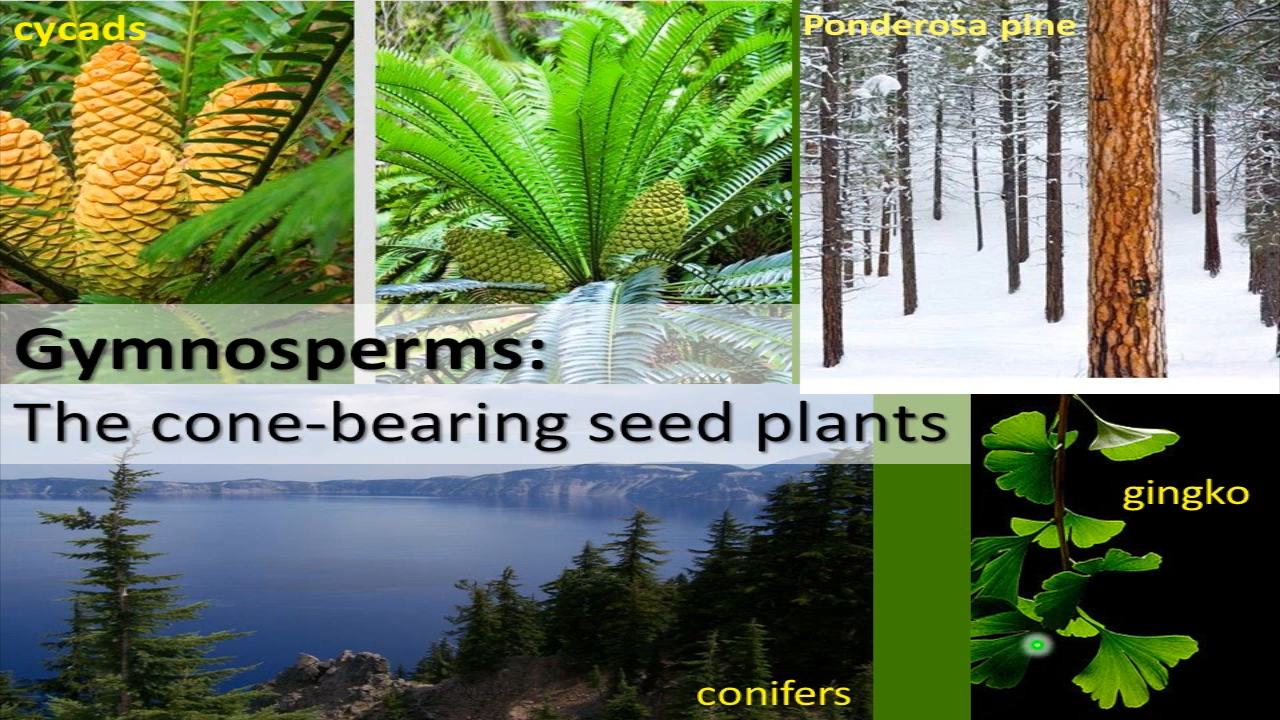 cycads
Ponderosa pine
Gymnosperms:
The cone-bearing seed plants
gingko
conifers